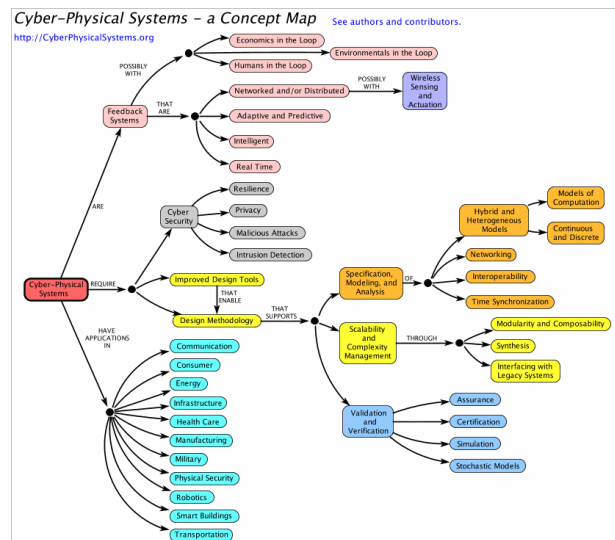 Cyber-Physical Systems – a Concept Map
See authors and contributors.
http://CyberPhysicalSystems.org
Economics in the Loop
Environmentals in the Loop
Humans in the Loop
POSSIBLY
WITH
Networked and/or Distributed
POSSIBLY
WITH
Wireless
Sensing
and
Actuation
Feedback
Systems
THAT
ARE
Adaptive and Predictive
Intelligent
Real Time
ARE
Resilience
Cyber
Security
Privacy
Malicious Attacks
Intrusion Detection
Models of
Computation
Hybrid and
Heterogeneous
Models
Continuous
and Discrete
Networking
Cyber-Physical
Systems
REQUIRE
Improved Design Tools
THAT
ENABLE
Design Methodology
THAT
SUPPORTS
Specification,
Modeling, and
Analysis
OF
Interoperability
Time Synchronization
Scalability
and
Complexity
Management
THROUGH
Modularity and Composability
Synthesis
Interfacing with
Legacy Systems
HAVE
APPLICATIONS
IN
Communication
Consumer
Energy
Infrastructure
Health Care
Manufacturing
Military
Physical Security
Robotics
Smart Buildings
Transportation
Validation
and
Verification
Assurance
Certification
Simulation
Stochastic Models